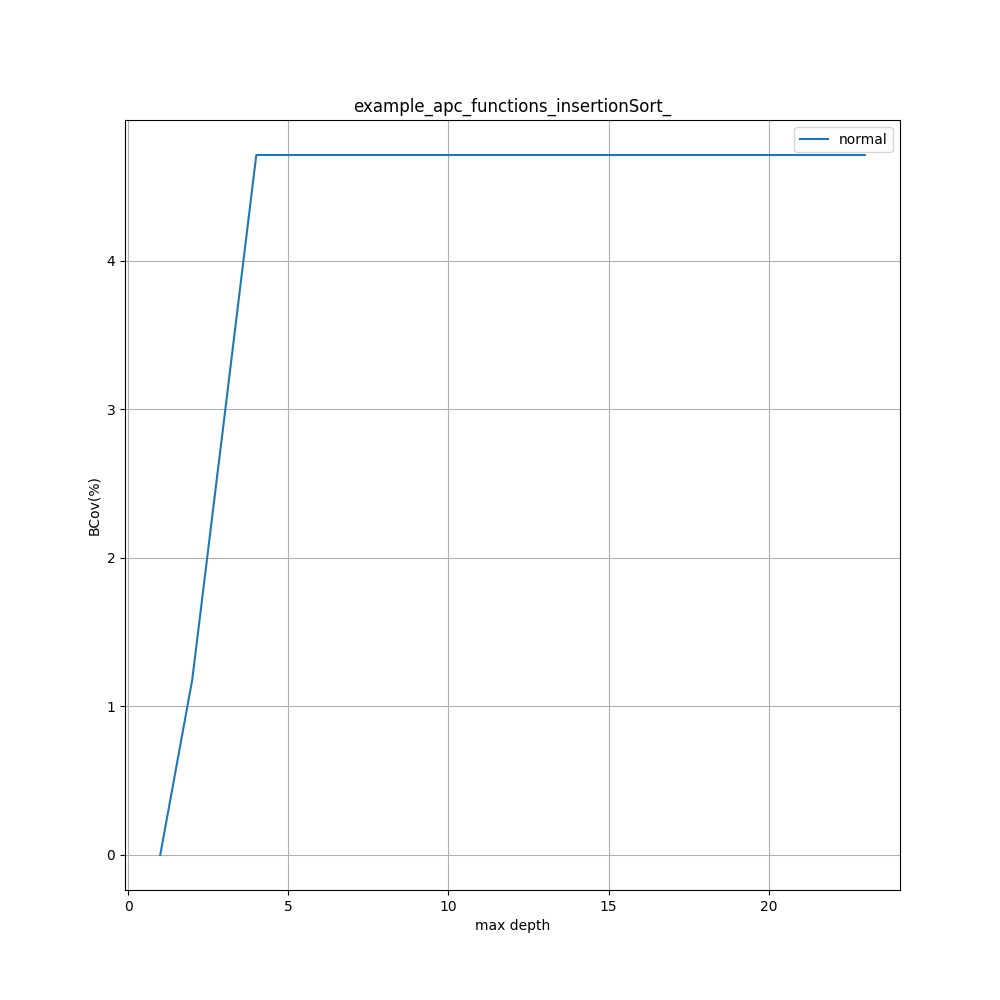 example_apc_functions_insertionSort_
normal
4
3
2
1
0
BCov(%)
0 5 10 15 20
max depth